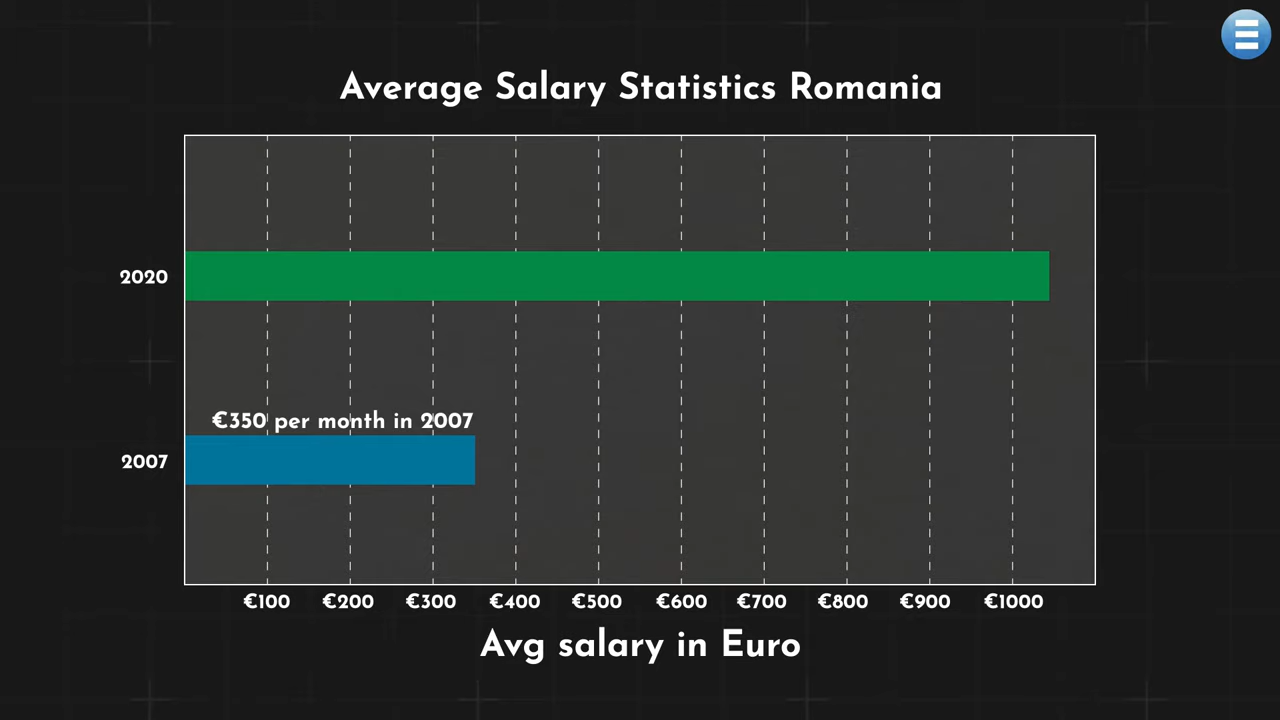 Average Salary Statistics Romania
2020
€350 per month in 2007
2007
€100 €200 €300 €400 €500 €600 €700 €800 €900 €1000
Avg salary in Euro